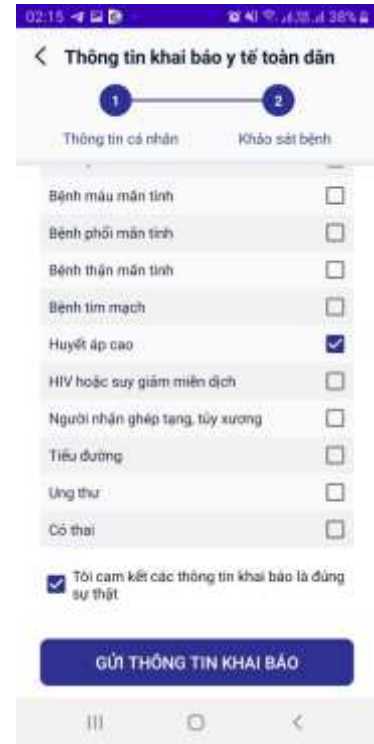 02:15
38%
Thông tin khai báo y tế toàn dân
1
2
Thông tin cá nhân
Khảo sát bệnh
Bệnh máu mãn tính
Bệnh phổi mãn tính
Bệnh thận mãn tính
Bệnh tim mạch
Huyết áp cao
HIV hoặc suy giảm miễn dịch
Người nhận ghép tạng, tủy xương
Tiểu đường
Ung thư
Có thai
Tôi cam kết các thông tin khai báo là đúng
sự thật
GỬI THÔNG TIN KHAI BÁO